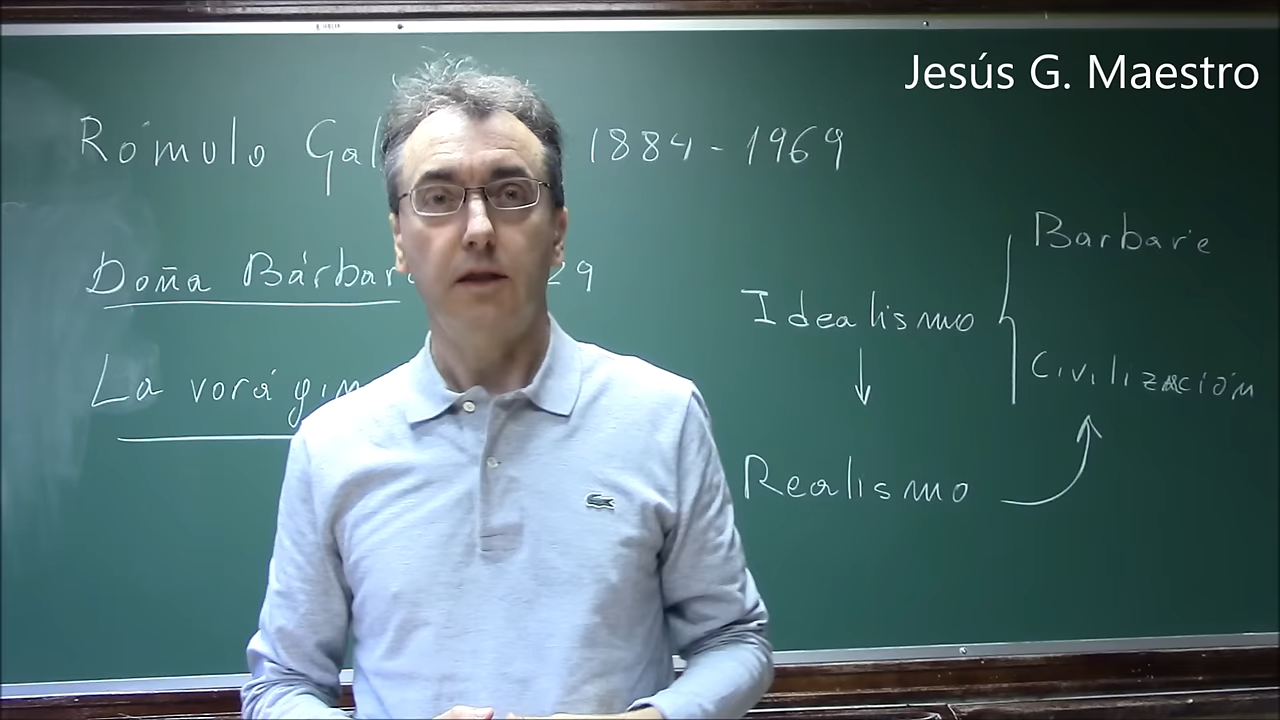 Jesús G. Maestro
Rómulo Gal 1884-1969
Doña Bárbar 29
La vorágin
Idealismo
Barbarie
Civilización
Realismo